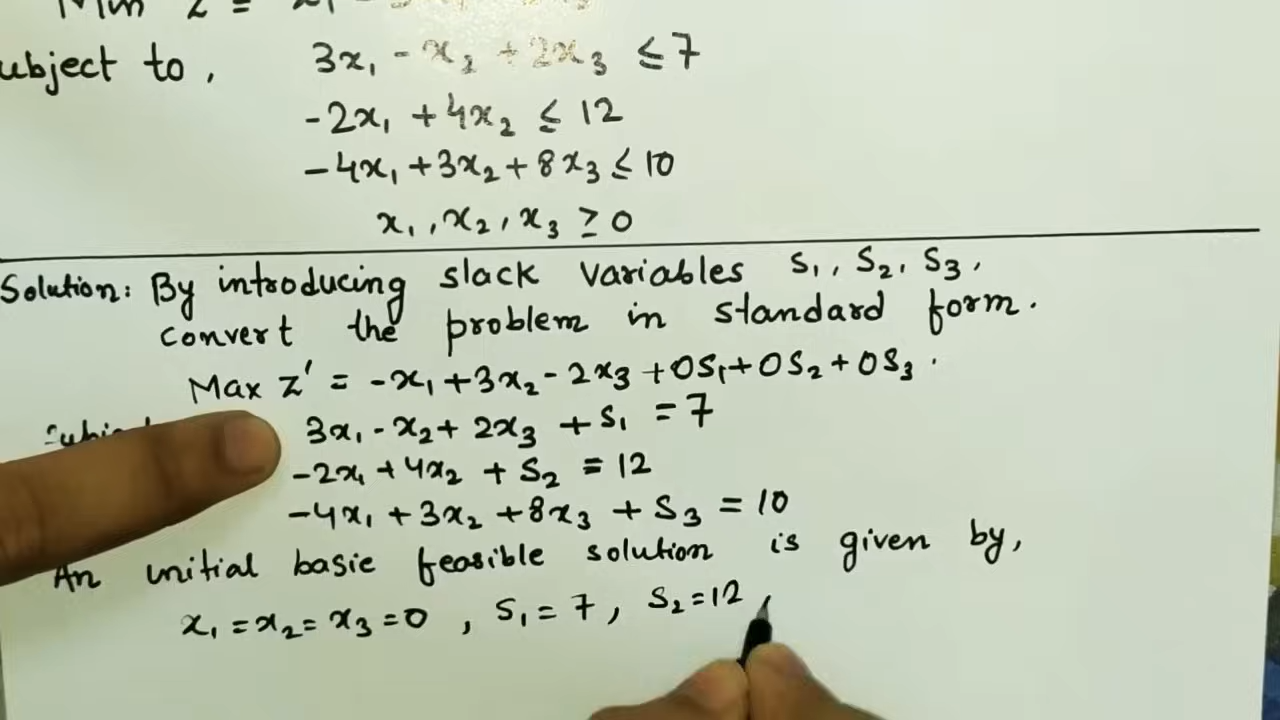 Min Z = x₁
ubject to, 3x₁ - x₂ + 2x₃ ≤ 7
-2x₁ + 4x₂ ≤ 12
-4x₁ + 3x₂ + 8x₃ ≤ 10
x₁, x₂, x₃ ≥ 0
Solution: By introducing slack variables S₁, S₂, S₃,
convert the problem in standard form.
Max Z' = -x₁ + 3x₂ - 2x₃ + 0S₁ + 0S₂ + 0S₃.
3x₁ - x₂ + 2x₃ + S₁ = 7
-2x₁ + 4x₂ + S₂ = 12
-4x₁ + 3x₂ + 8x₃ + S₃ = 10
An initial basic feasible solution is given by,
x₁ = x₂ = x₃ = 0, S₁ = 7, S₂ = 12,